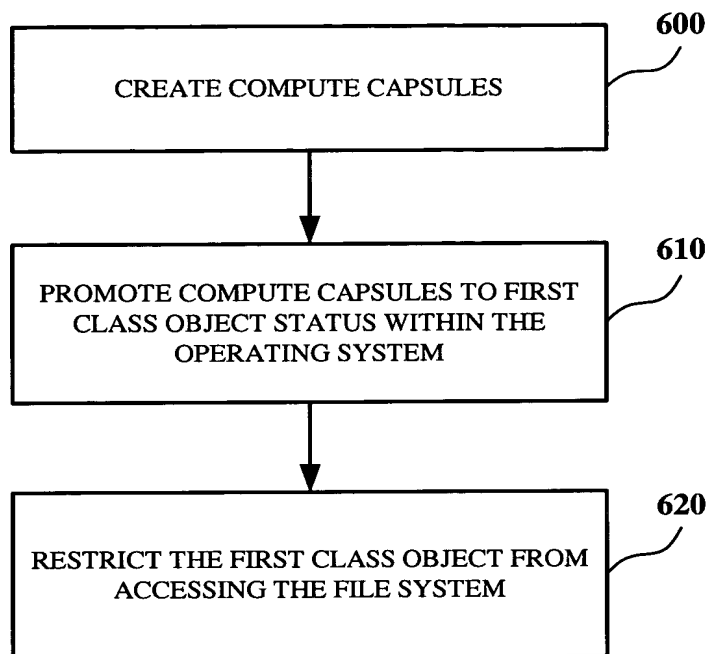 600
CREATE COMPUTE CAPSULES
610
PROMOTE COMPUTE CAPSULES TO FIRST
CLASS OBJECT STATUS WITHIN THE
OPERATING SYSTEM
620
RESTRICT THE FIRST CLASS OBJECT FROM
ACCESSING THE FILE SYSTEM